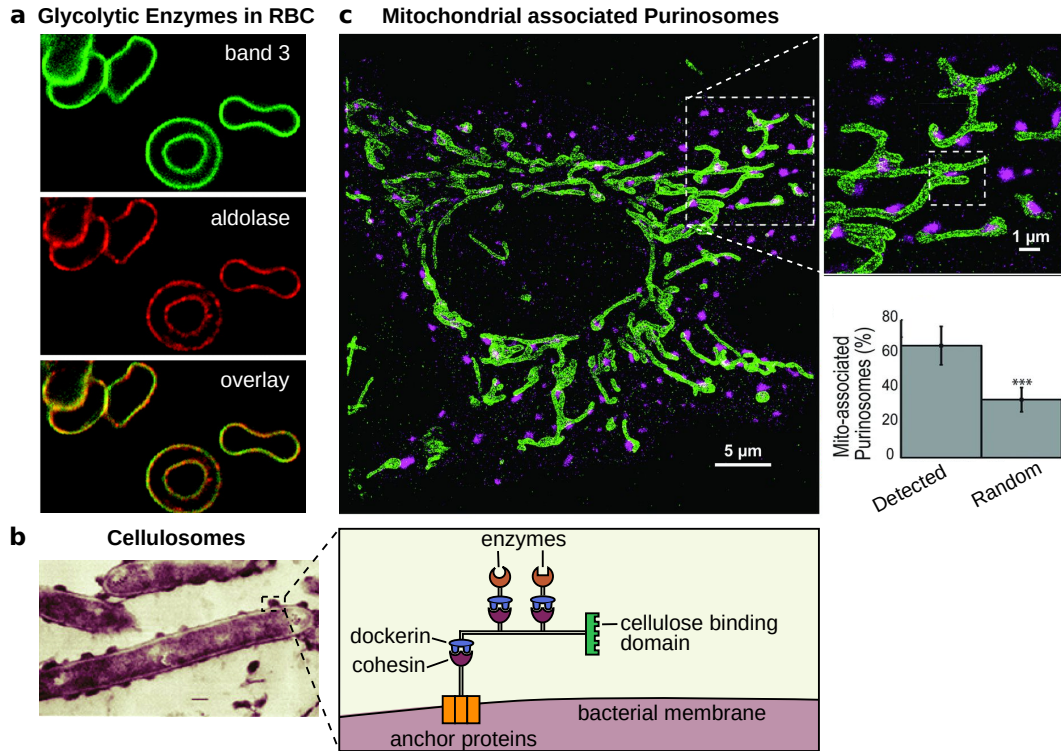 a Glycolytic Enzymes in RBC
band 3
aldolase
overlay
b Cellulosomes
c Mitochondrial associated Purinosomes
5 µm
1 µm
Mito-associated
Purinosomes (%)
80
60
40
20
0
***
Detected
Random
enzymes
dockerin
cohesin
cellulose binding
domain
bacterial membrane
anchor proteins